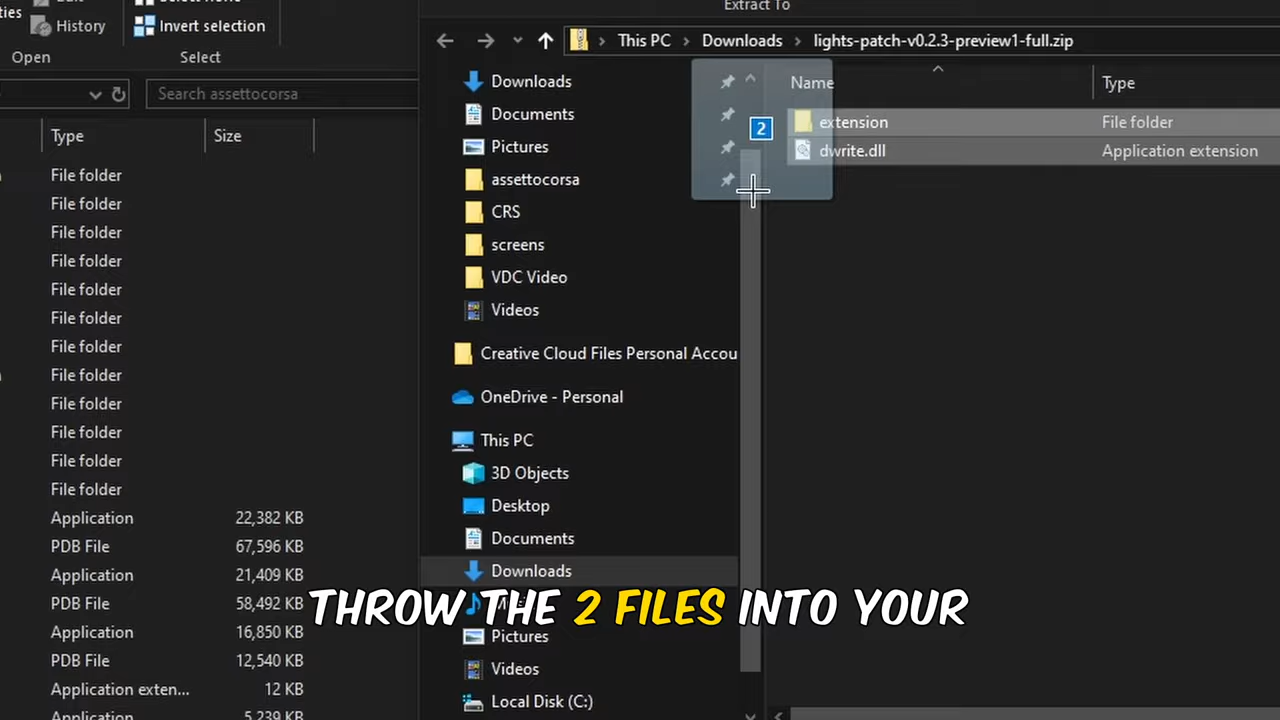 Extract To
Select none
History
Invert selection
Open
Select
Search assettocorsa
Type
Size
File folder
File folder
File folder
File folder
File folder
File folder
File folder
File folder
File folder
File folder
File folder
File folder
Application
22,382 KB
PDB File
67,596 KB
Application
21,409 KB
PDB File
58,492 KB
Application
16,850 KB
PDB File
12,540 KB
Application exten...
12 KB
Application
5,239 KB
This PC
Downloads
lights-patch-v0.2.3-preview1-full.zip
Downloads
Documents
Pictures
assettocorsa
CRS
screens
VDC Video
Videos
Creative Cloud Files Personal Accou
OneDrive - Personal
This PC
3D Objects
Desktop
Documents
Downloads
Pictures
Videos
Local Disk (C:)
Name
Type
extension
File folder
dwrite.dll
Application extension
2
THROW THE 2 FILES INTO YOUR